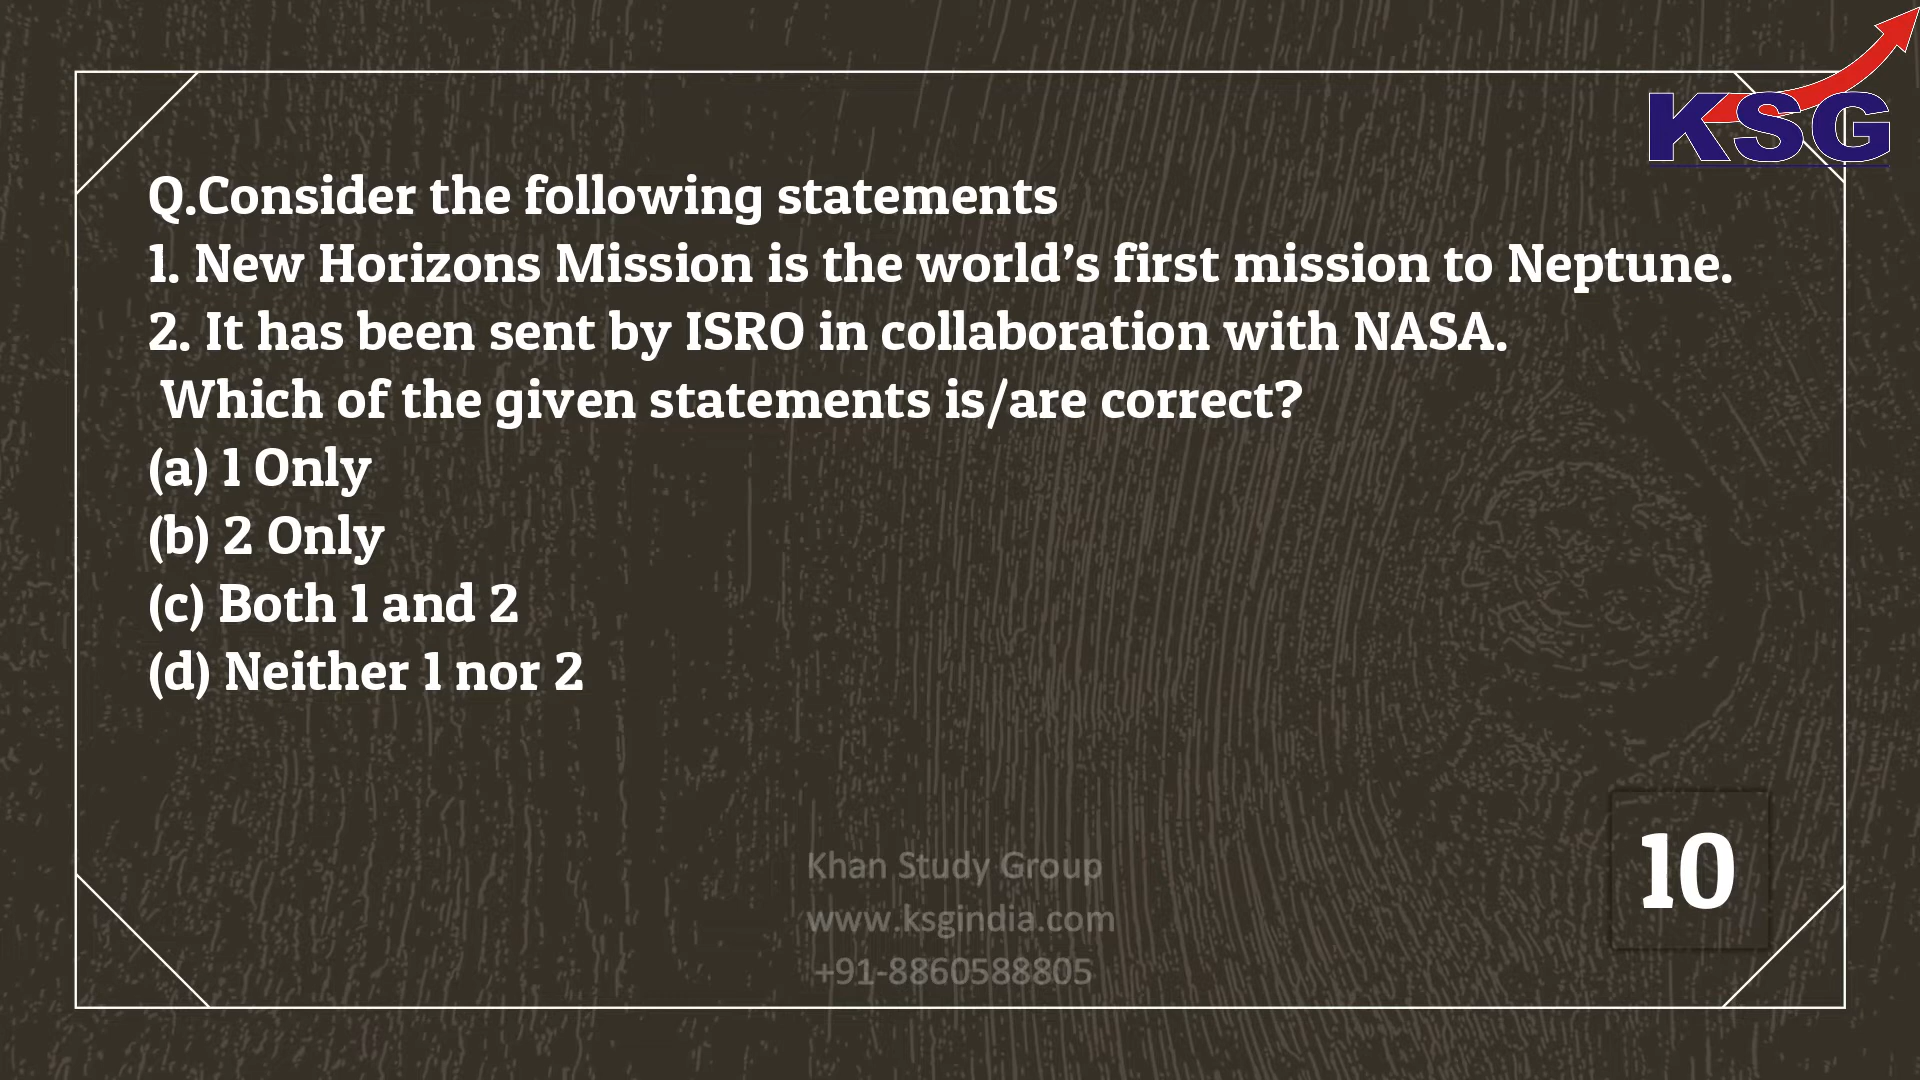 KSG
Q.Consider the following statements
1. New Horizons Mission is the world’s first mission to Neptune.
2. It has been sent by ISRO in collaboration with NASA.
Which of the given statements is/are correct?
(a) 1 Only
(b) 2 Only
(c) Both 1 and 2
(d) Neither 1 nor 2
Khan Study Group
www.ksgindia.com
+91-8860588805
10